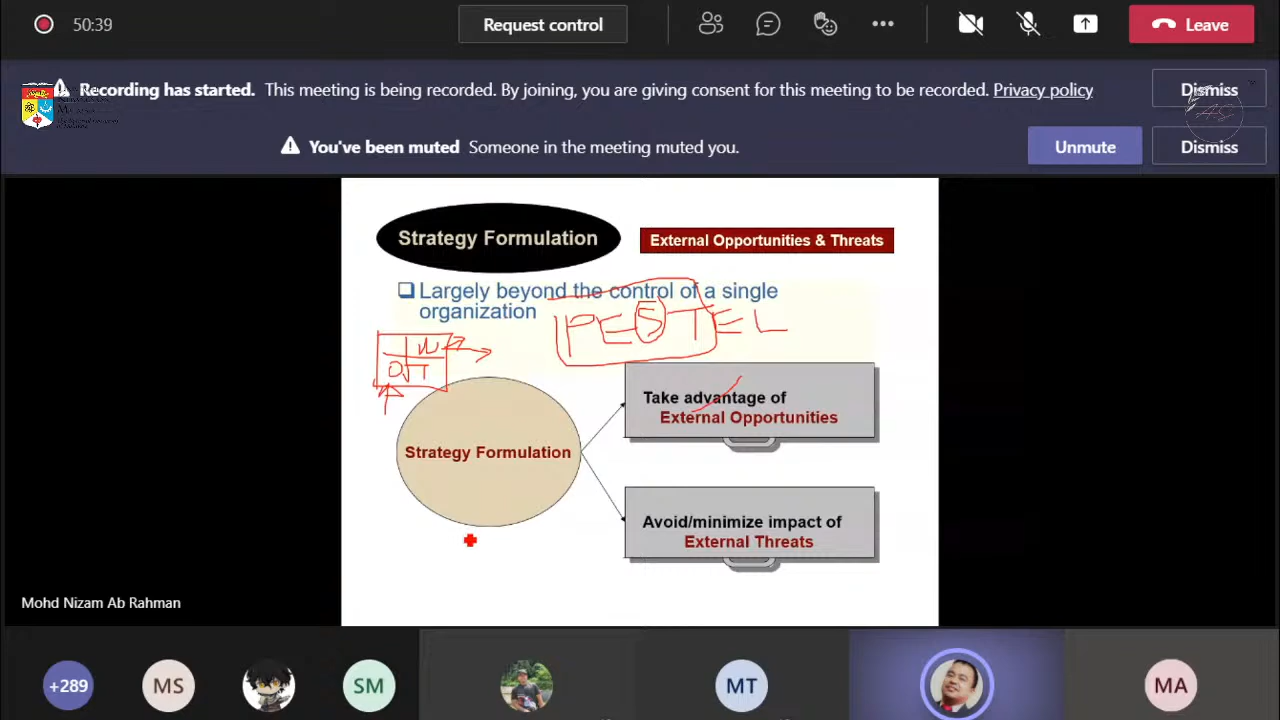 50:39
Request control
Leave
Recording has started. This meeting is being recorded. By joining, you are giving consent for this meeting to be recorded. Privacy policy
Dismiss
You've been muted Someone in the meeting muted you.
Unmute
Dismiss
Strategy Formulation
External Opportunities & Threats
Largely beyond the control of a single
organization
PESTEL
W
O T
Strategy Formulation
Take advantage of
External Opportunities
Avoid/minimize impact of
External Threats
Mohd Nizam Ab Rahman
+289
MS
SM
MT
MA